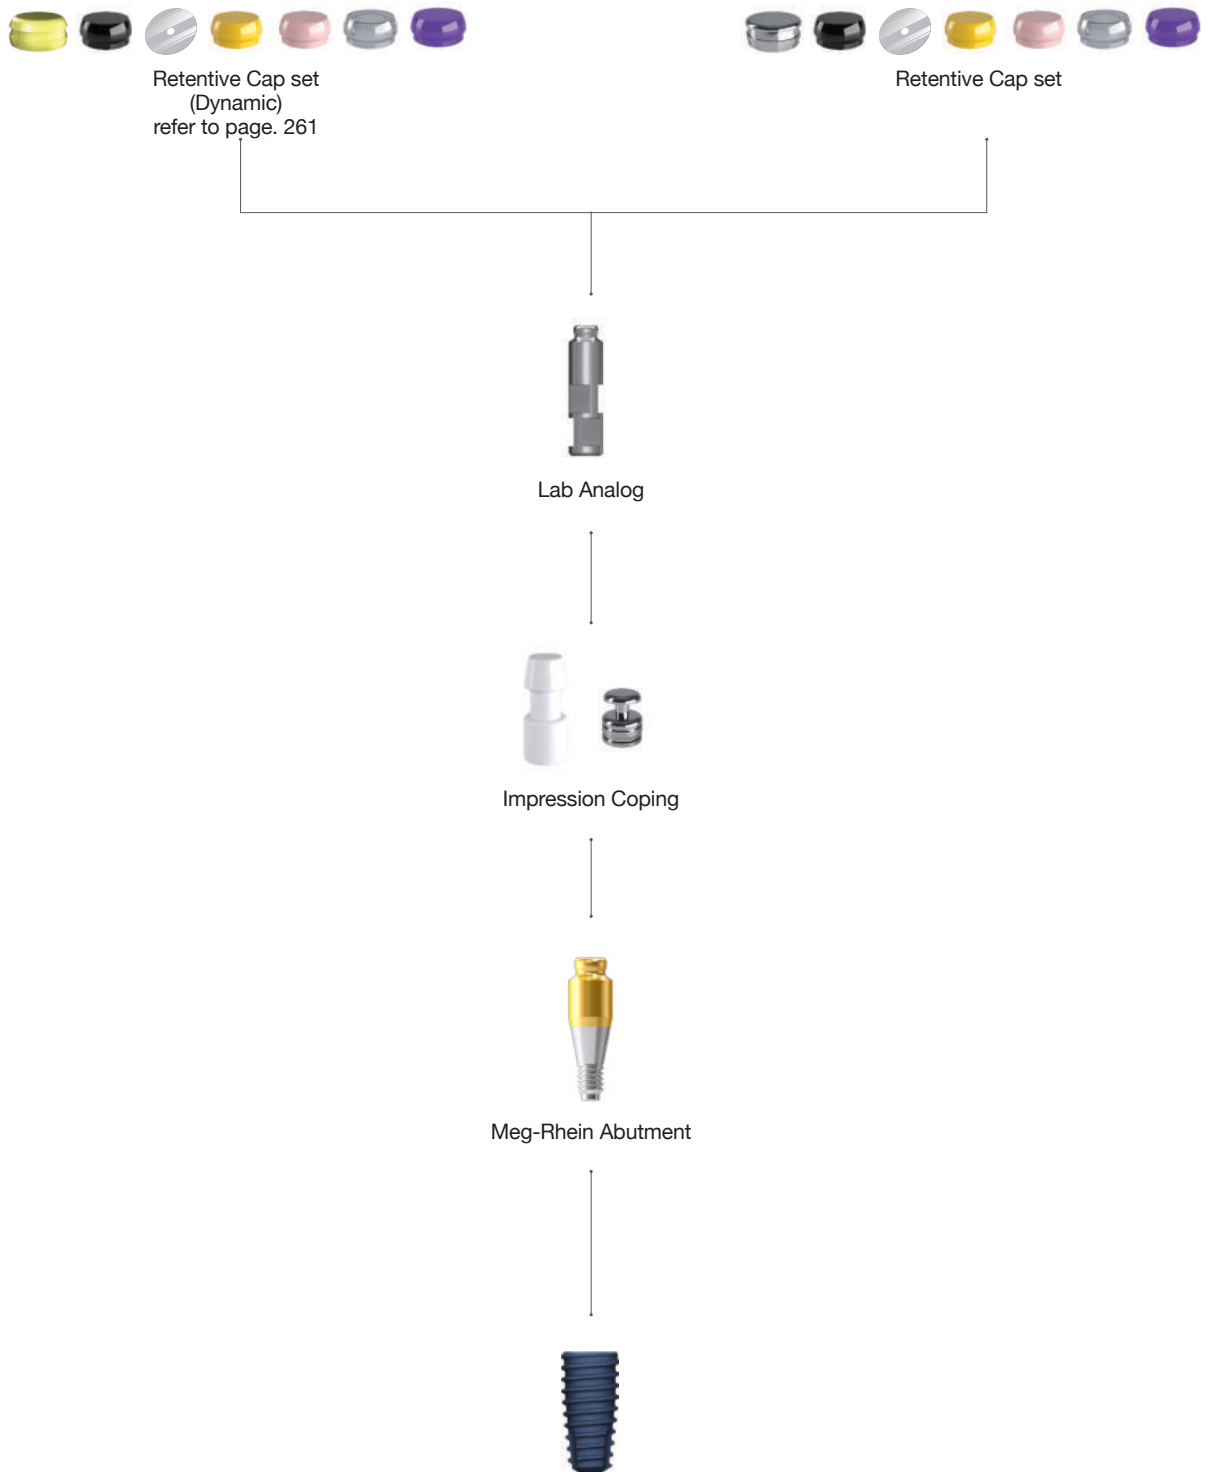 Retentive Cap set
(Dynamic)
refer to page. 261
Retentive Cap set
Lab Analog
Impression Coping
Meg-Rhein Abutment